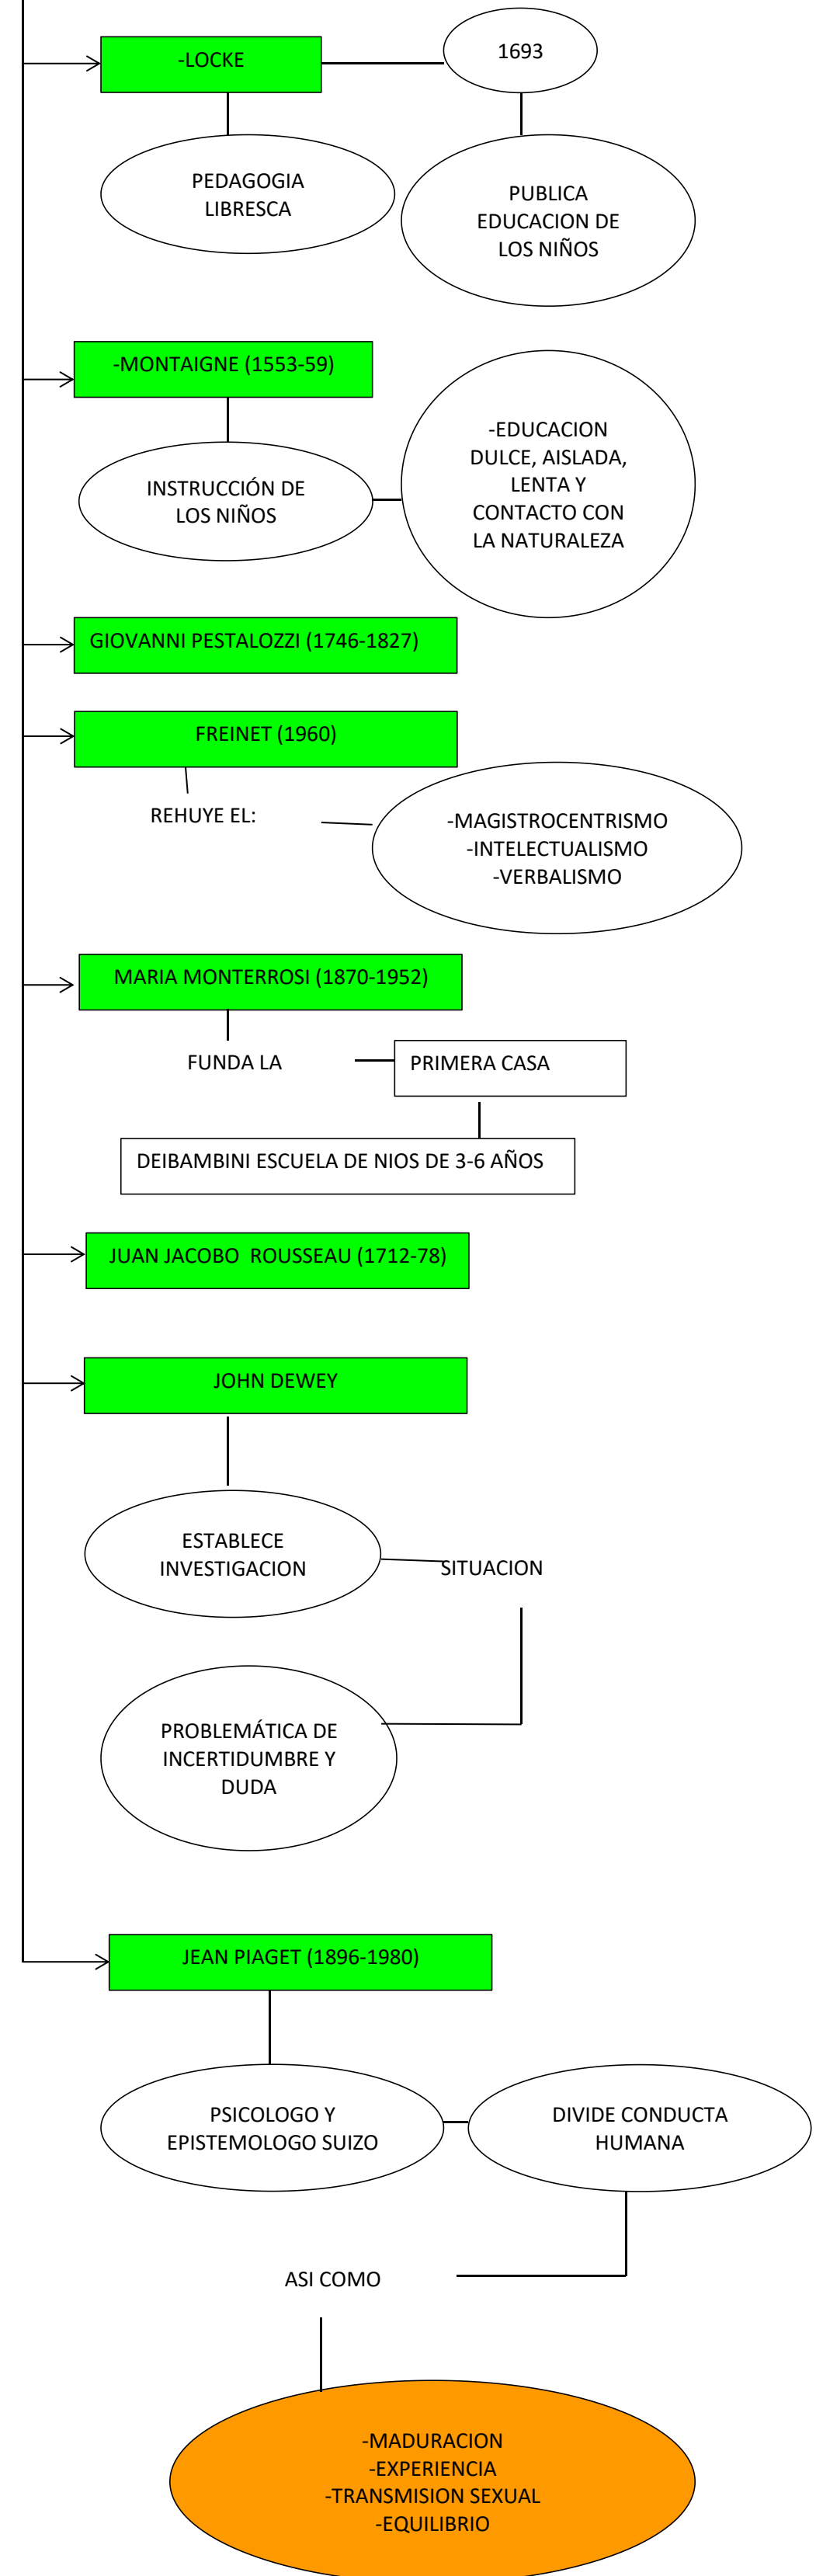 -LOCKE
1693
PEDAGOGIA
LIBRESCA
PUBLICA
EDUCACION DE
LOS NIÑOS
-MONTAIGNE (1553-59)
INSTRUCCIÓN DE
LOS NIÑOS
-EDUCACION
DULCE, AISLADA,
LENTA Y
CONTACTO CON
LA NATURALEZA
GIOVANNI PESTALOZZI (1746-1827)
FREINET (1960)
REHUYE EL:
-MAGISTROCENTRISMO
-INTELECTUALISMO
-VERBALISMO
MARIA MONTERROSI (1870-1952)
FUNDA LA
PRIMERA CASA
DEIBAMBINI ESCUELA DE NIOS DE 3-6 AÑOS
JUAN JACOBO  ROUSSEAU (1712-78)
JOHN DEWEY
ESTABLECE
INVESTIGACION
SITUACION
PROBLEMÁTICA DE
INCERTIDUMBRE Y
DUDA
JEAN PIAGET (1896-1980)
PSICOLOGO Y
EPISTEMOLOGO SUIZO
DIVIDE CONDUCTA
HUMANA
ASI COMO
-MADURACION
-EXPERIENCIA
-TRANSMISION SEXUAL
-EQUILIBRIO